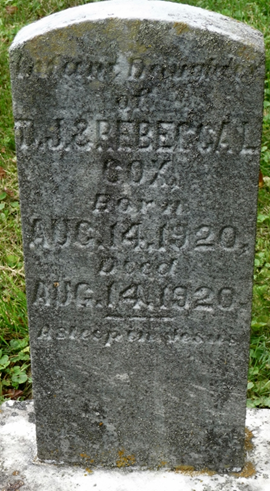 Infant Daughter
of
T.J. & REBECCA L.
COX.
Born
AUG. 14. 1920.
Died
AUG. 14. 1920.
Asleep in Jesus